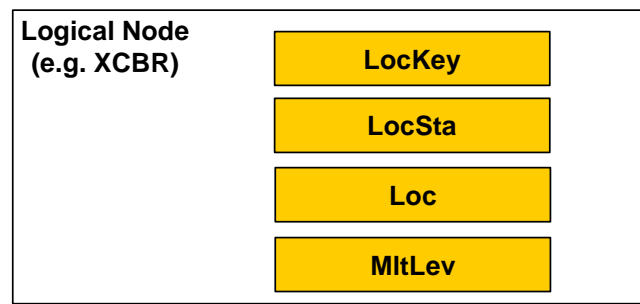 Logical Node
(e.g. XCBR)
LocKey
LocSta
Loc
MltLev